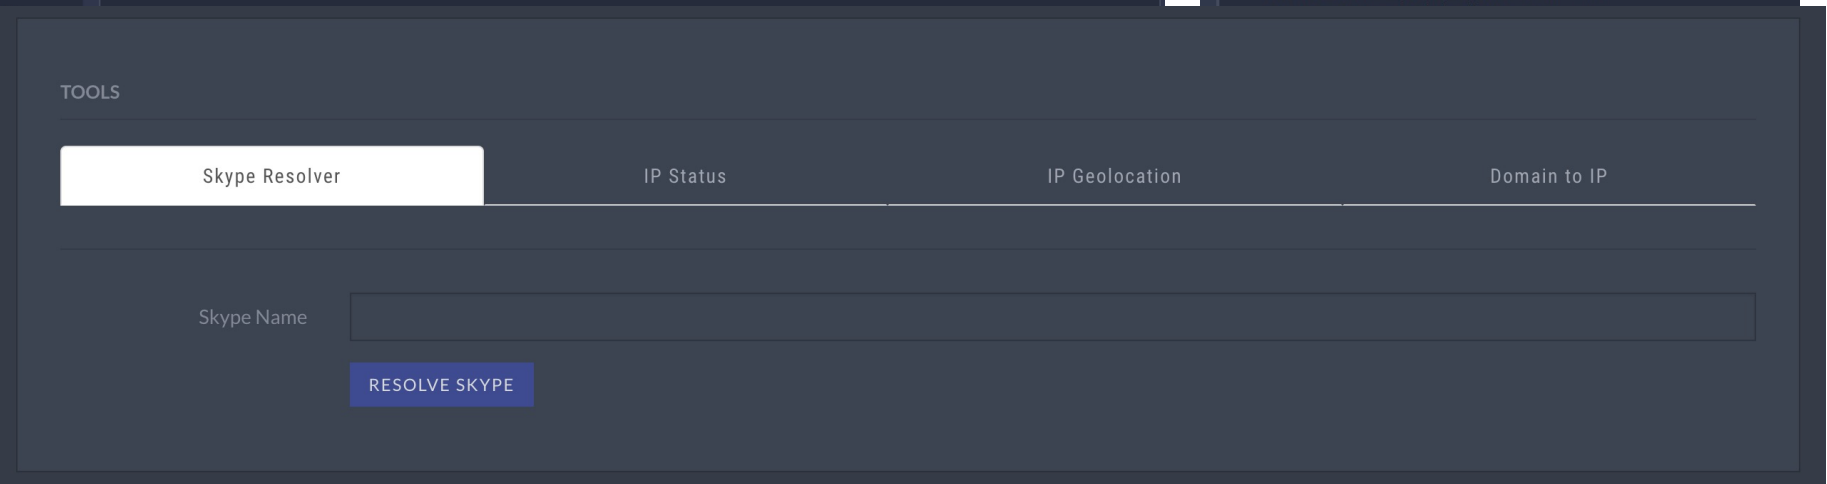 TOOLS
Skype Resolver
IP Status
IP Geolocation
Domain to IP
Skype Name
RESOLVE SKYPE